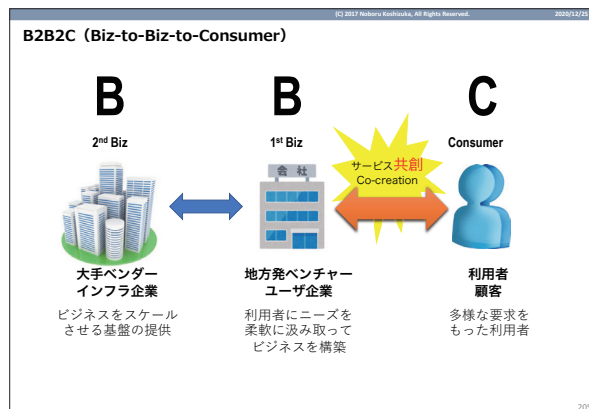 (C) 2017 Noboru Koshizuka, All Rights Reserved.
2020/12/25
B2B2C（Biz-to-Biz-to-Consumer）
B
B
C
2nd Biz
1st Biz
Consumer
サービス共創
Co-creation
会 社
大手ベンダー
インフラ企業
地方発ベンチャー
ユーザ企業
利用者
顧客
ビジネスをスケール
させる基盤の提供
利用者にニーズを
柔軟に汲み取って
ビジネスを構築
多様な要求を
もった利用者